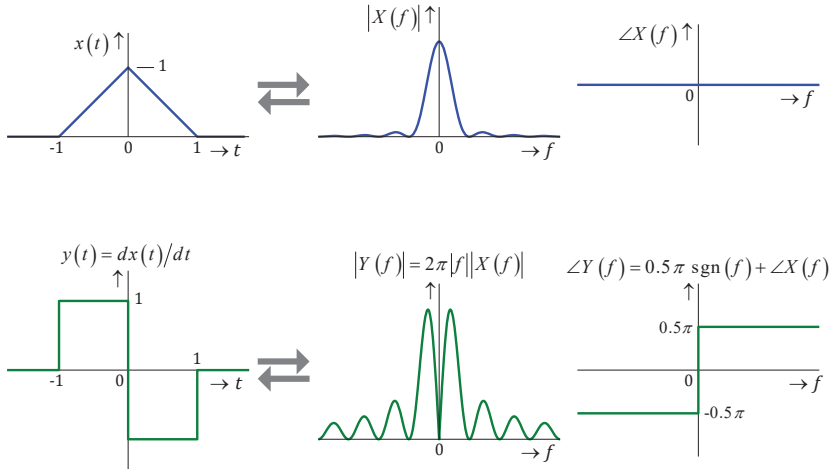 x(t) ↑
— 1
-1 0 1 → t
|X(f)| ↑
0 → f
∠X(f) ↑
0 → f
y(t) = dx(t)/dt
↑
1
1
-1 0 → t
|Y(f)| = 2π|f||X(f)|
↑
0 → f
∠Y(f) = 0.5π sgn(f) + ∠X(f)
↑
0.5π
0 → f
-0.5π